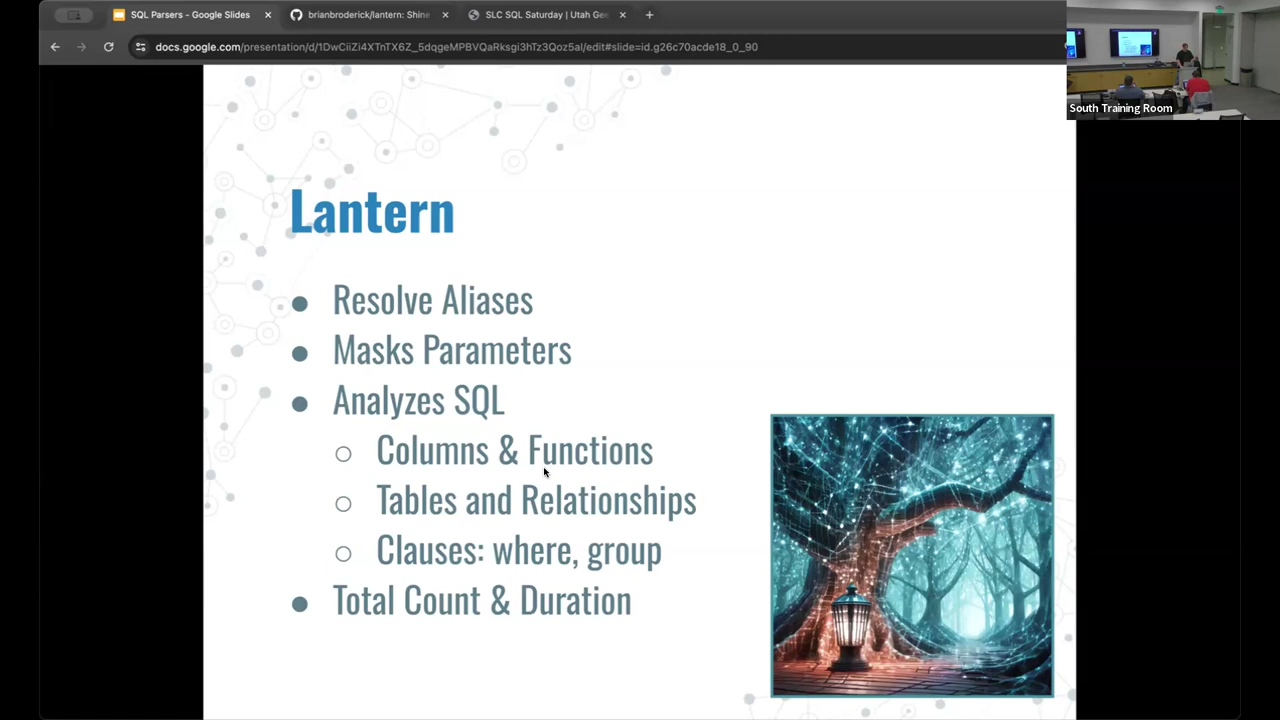 SQL Parsers - Google Slides
brianbroderick/lantern: Shine
SLC SQL Saturday | Utah Geo
docs.google.com/presentation/d/1DwCiiZi4XTnTX6Z_5dqgeMPBVQaRksgi3hTz3Qoz5aI/edit#slide=id.g26c70acde18_0_90
South Training Room
Lantern
● Resolve Aliases
● Masks Parameters
● Analyzes SQL
○ Columns & Functions
○ Tables and Relationships
○ Clauses: where, group
● Total Count & Duration